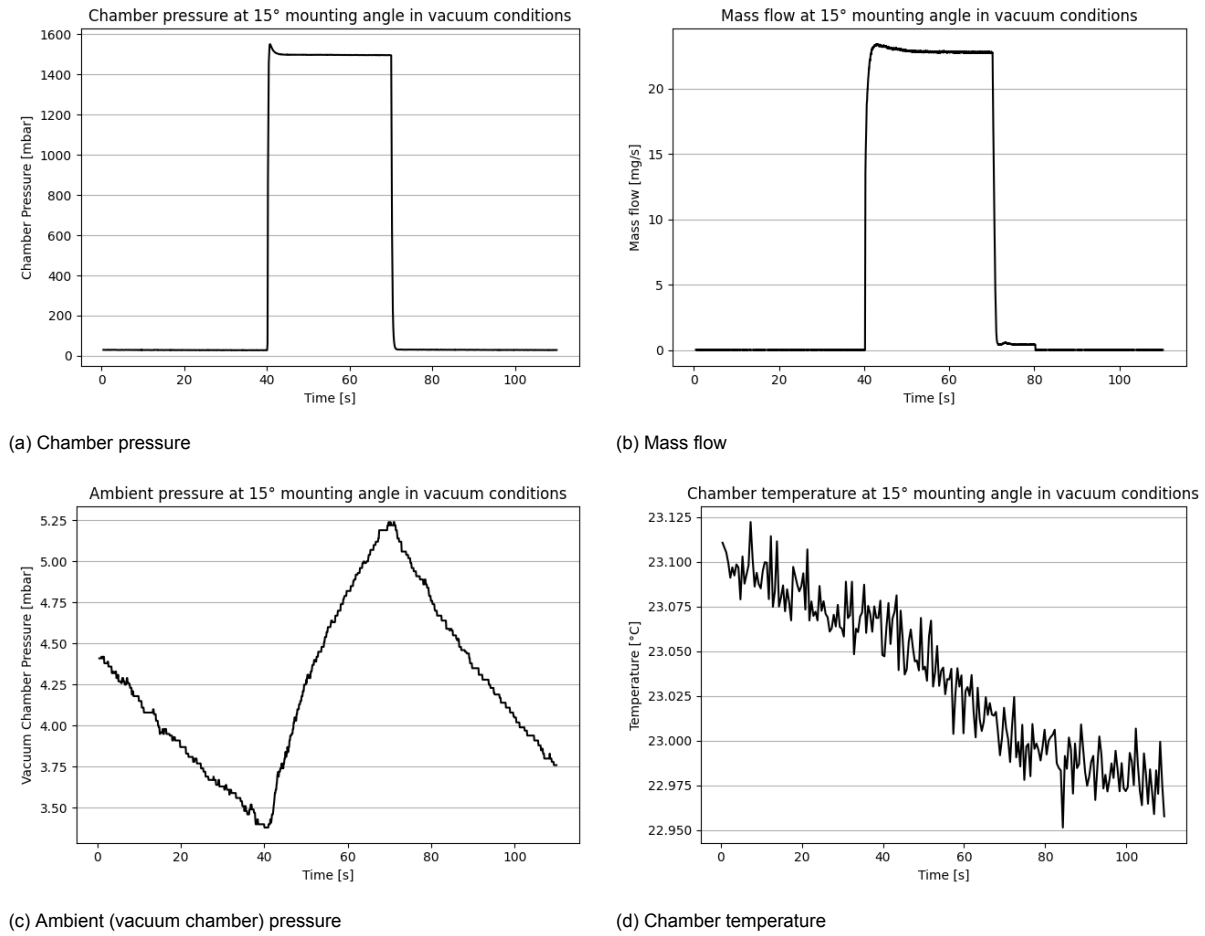 Chamber pressure at 15° mounting angle in vacuum conditions
Chamber Pressure [mbar]
1600
1400
1200
1000
800
600
400
200
0
0 20 40 60 80 100
Time [s]
(a) Chamber pressure
Mass flow at 15° mounting angle in vacuum conditions
Mass flow [mg/s]
20
15
10
5
0
0 20 40 60 80 100
Time [s]
(b) Mass flow
Ambient pressure at 15° mounting angle in vacuum conditions
Vacuum Chamber Pressure [mbar]
5.25
5.00
4.75
4.50
4.25
4.00
3.75
3.50
0 20 40 60 80 100
Time [s]
(c) Ambient (vacuum chamber) pressure
Chamber temperature at 15° mounting angle in vacuum conditions
Temperature [°C]
23.125
23.100
23.075
23.050
23.025
23.000
22.975
22.950
0 20 40 60 80 100
Time [s]
(d) Chamber temperature